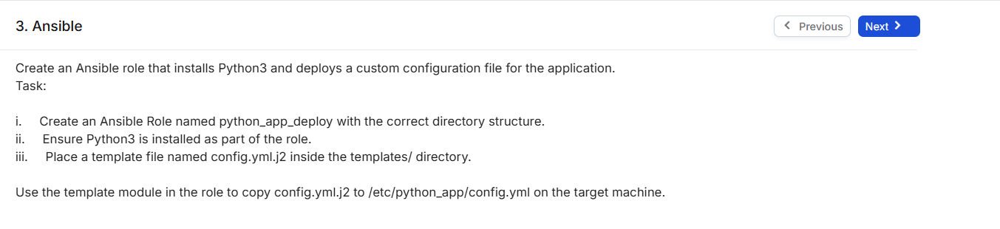 3. Ansible
Previous
Next
Create an Ansible role that installs Python3 and deploys a custom configuration file for the application.
Task:
i. Create an Ansible Role named python_app_deploy with the correct directory structure.
ii. Ensure Python3 is installed as part of the role.
iii. Place a template file named config.yml.j2 inside the templates/ directory.
Use the template module in the role to copy config.yml.j2 to /etc/python_app/config.yml on the target machine.